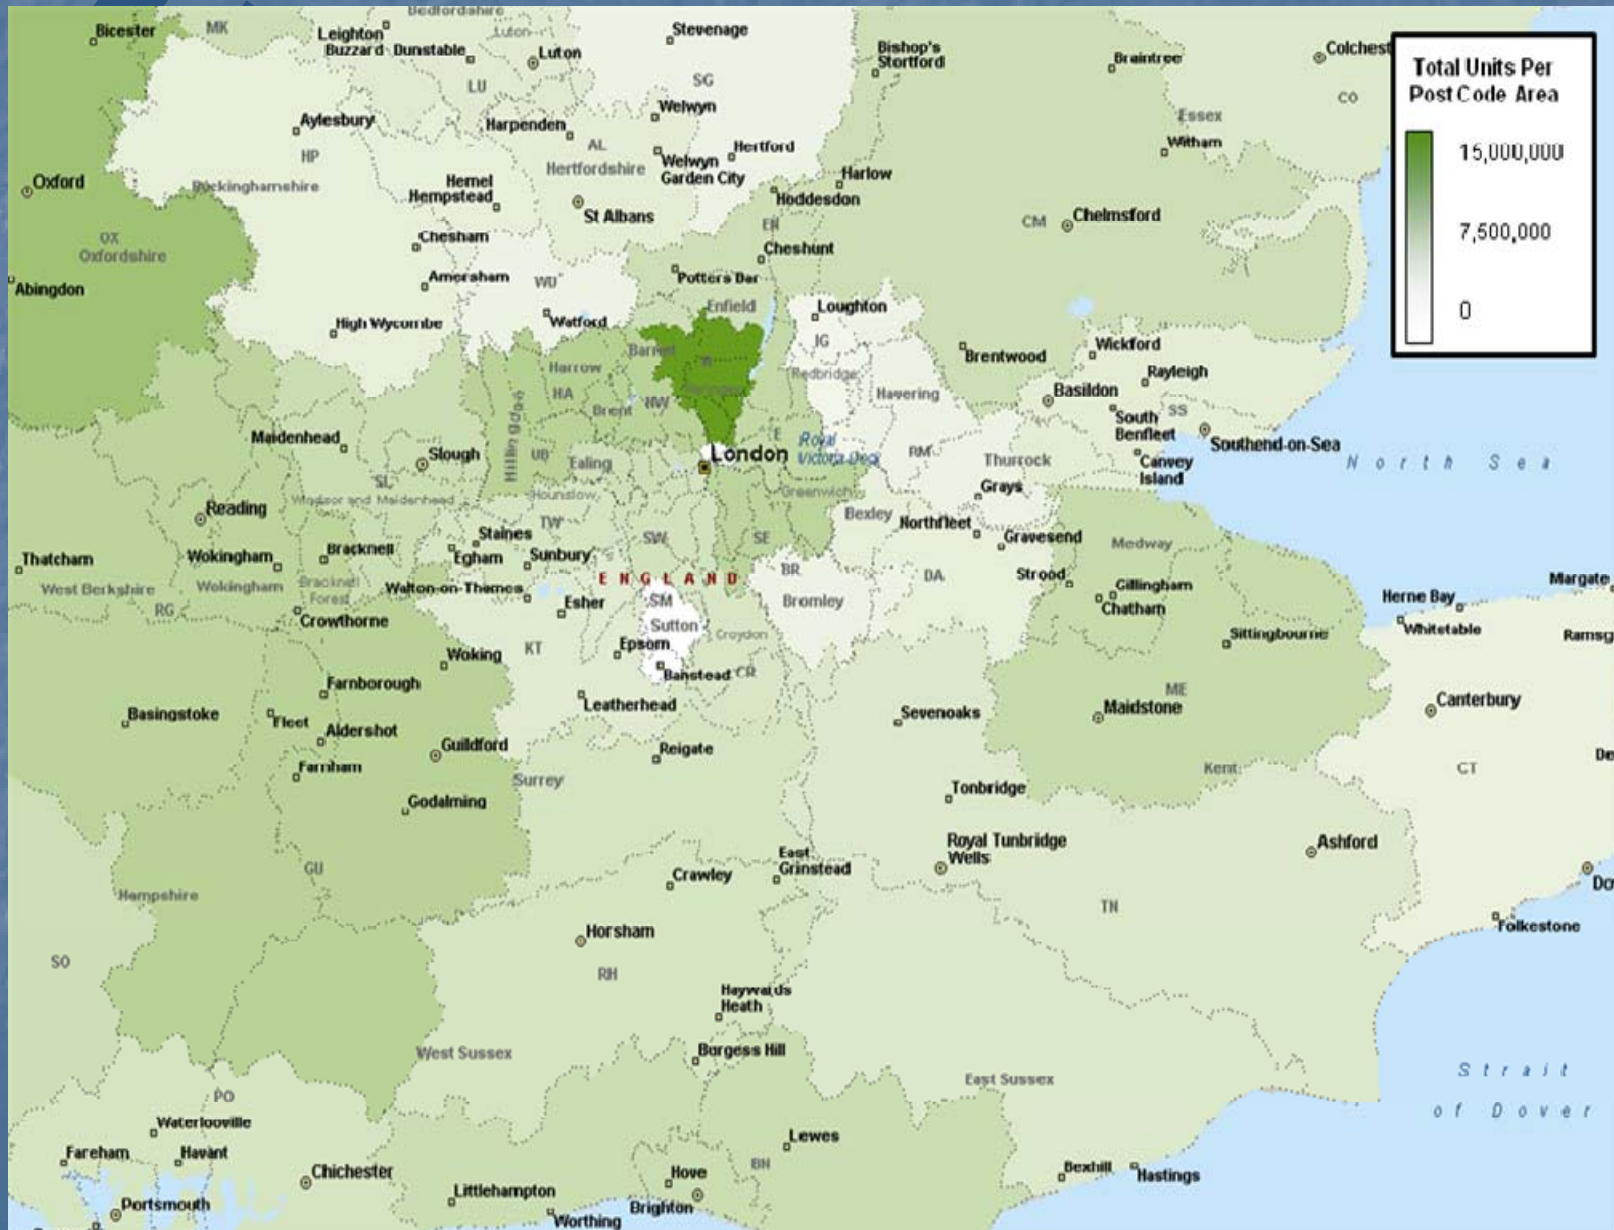 Bedfordshire
Bicester
MK
Leighton
Buzzard
Dunstable
Luton
Luton
Stevenage
Bishop's
Stortford
Braintree
Colchest
Total Units Per
Post Code Area
15,000,000
7,500,000
0
LU
SG
CO
Welwyn
Essex
Aylesbury
Harpenden
AL
Hertford
Witham
HP
Hertfordshire
Welwyn
Garden City
Harlow
Oxford
Buckinghamshire
Hemel
Hempstead
St Albans
Hoddesdon
CM
Chelmsford
OX
Oxfordshire
Chesham
EN
Cheshunt
Abingdon
Amersham
WD
Potters Bar
High Wycombe
Watford
Enfield
Loughton
Barnet
N
IG
Brentwood
Wickford
Harrow
Redbridge
Rayleigh
HA
NW
Havering
Basildon
Brent
South
Benfleet
SS
Maidenhead
Slough
Hillingdon
UB
Ealing
E
London
Royal
Victoria Dock
RM
Thurrock
Canvey
Island
Southend-on-Sea
North Sea
SL
Windsor and Maidenhead
Hounslow
Greenwich
Grays
Reading
TW
SW
SE
Bexley
Northfleet
Gravesend
Medway
Thatcham
Wokingham
Bracknell
Staines
Egham
Sunbury
ENGLAND
BR
DA
Strood
Gillingham
Chatham
Margate
West Berkshire
Wokingham
Bracknell
Forest
Walton-on-Thames
Esher
SM
Bromley
Herne Bay
Whitetable
RG
Crowthorne
Sutton
Croydon
Sittingbourne
Ramsg
Woking
KT
Epsom
Banstead
CR
Farnborough
Leatherhead
Sevenoaks
ME
Maidstone
Canterbury
Basingstoke
Fleet
Aldershot
Guildford
Reigate
De
Farnham
Surrey
Kent
CT
Godalming
Tonbridge
Royal Tunbridge
Wells
Ashford
GU
Crawley
East
Grinstead
Do
Hampshire
TN
Folkestone
Horsham
SO
RH
Haywards
Heath
West Sussex
Burgess Hill
East Sussex
Strait
of Dover
PO
Waterlooville
Fareham
Havant
Lewes
Chichester
Hove
BN
Bexhill
Hastings
Littlehampton
Portsmouth
Brighton
Worthing